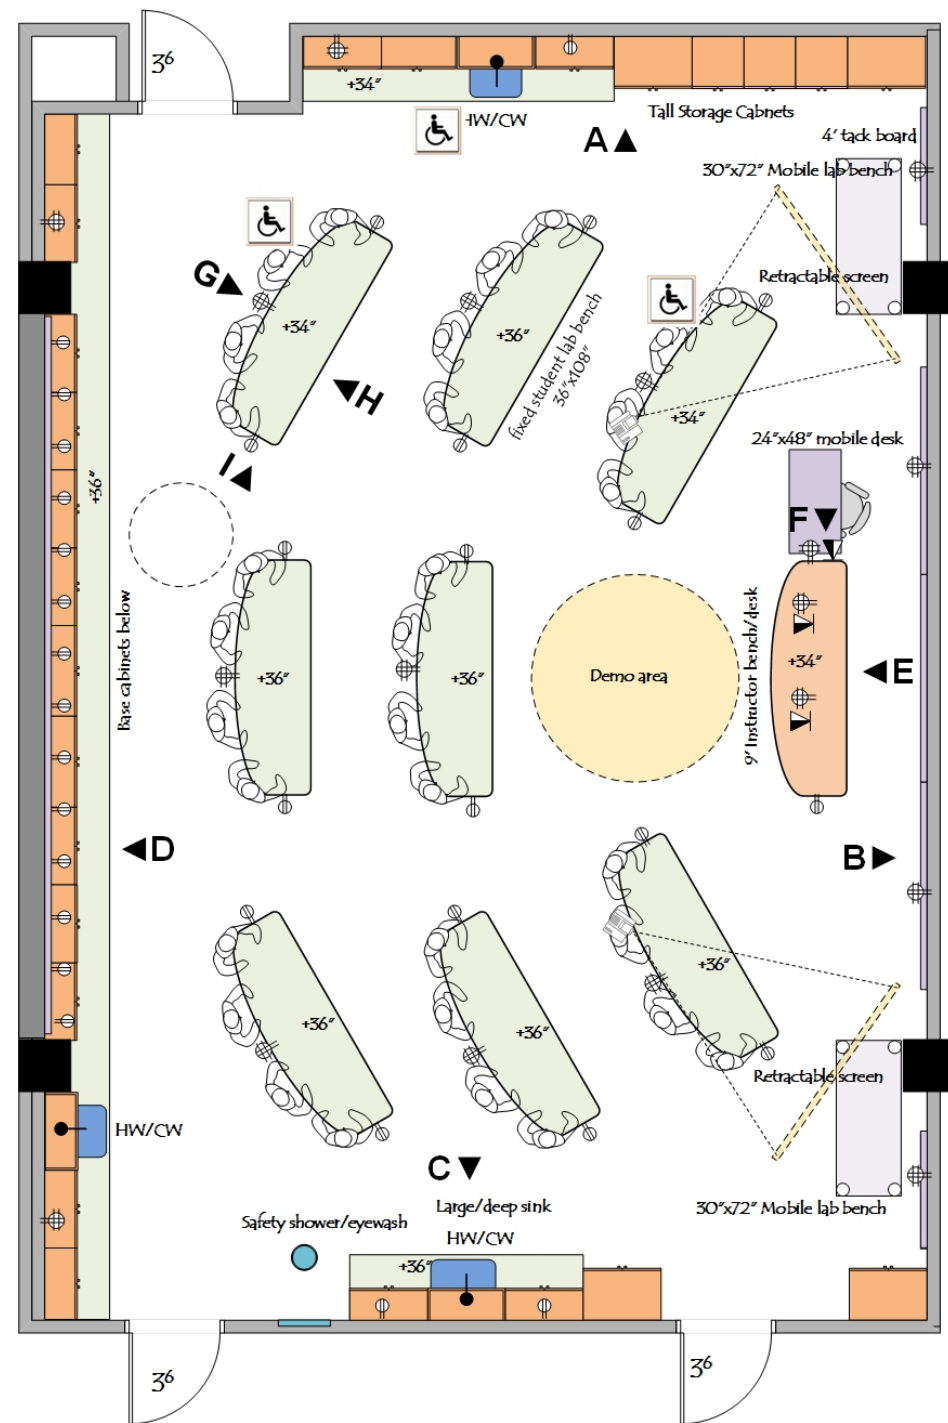 3⁶
+34"
HW/CW
Tall Storage Cabnets
A
4' tack board
30"x72" Mobile lab bench
G
Retractable screen
+34"
+36"
fixed student lab bench
36"x108"
H
+34"
I
24"x48" mobile desk
+36"
F
Base cabinets below
+36"
+36"
Demo area
9' Instructor bench/desk
+34"
E
D
B
+36"
+36"
+36"
Retractable screen
HW/CW
C
30"x72" Mobile lab bench
Safety shower/eyewash
Large/deep sink
HW/CW
+36"
3⁶
3⁶